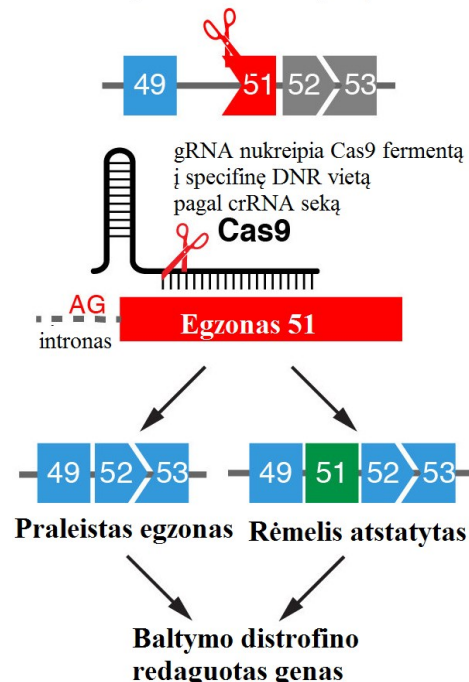 49 51 52 53
gRNA nukreipia Cas9 fermentą
į specifinę DNR vietą
pagal crRNA seką
Cas9
AG
intronas
Egzonas 51
49 52 53
49 51 52 53
Praleistas egzonas
Rėmelis atstatytas
Baltymo distrofino
redaguotas genas